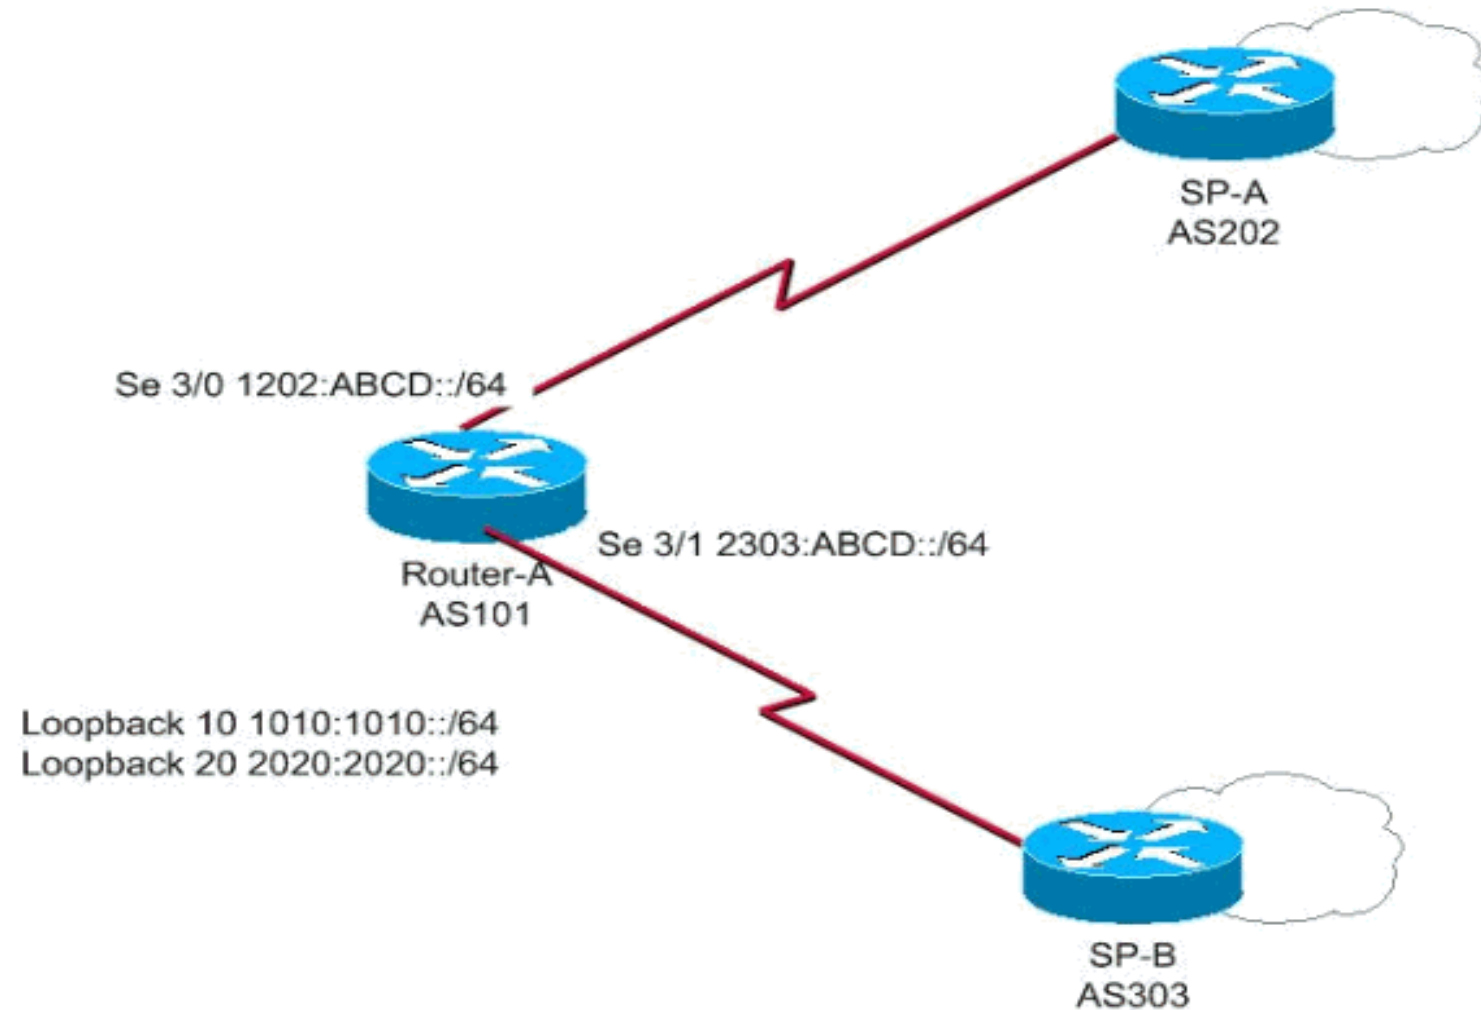 SP-A
AS202
Se 3/0 1202:ABCD::/64
Se 3/1 2303:ABCD::/64
Router-A
AS101
Loopback 10 1010:1010::/64
Loopback 20 2020:2020::/64
SP-B
AS303